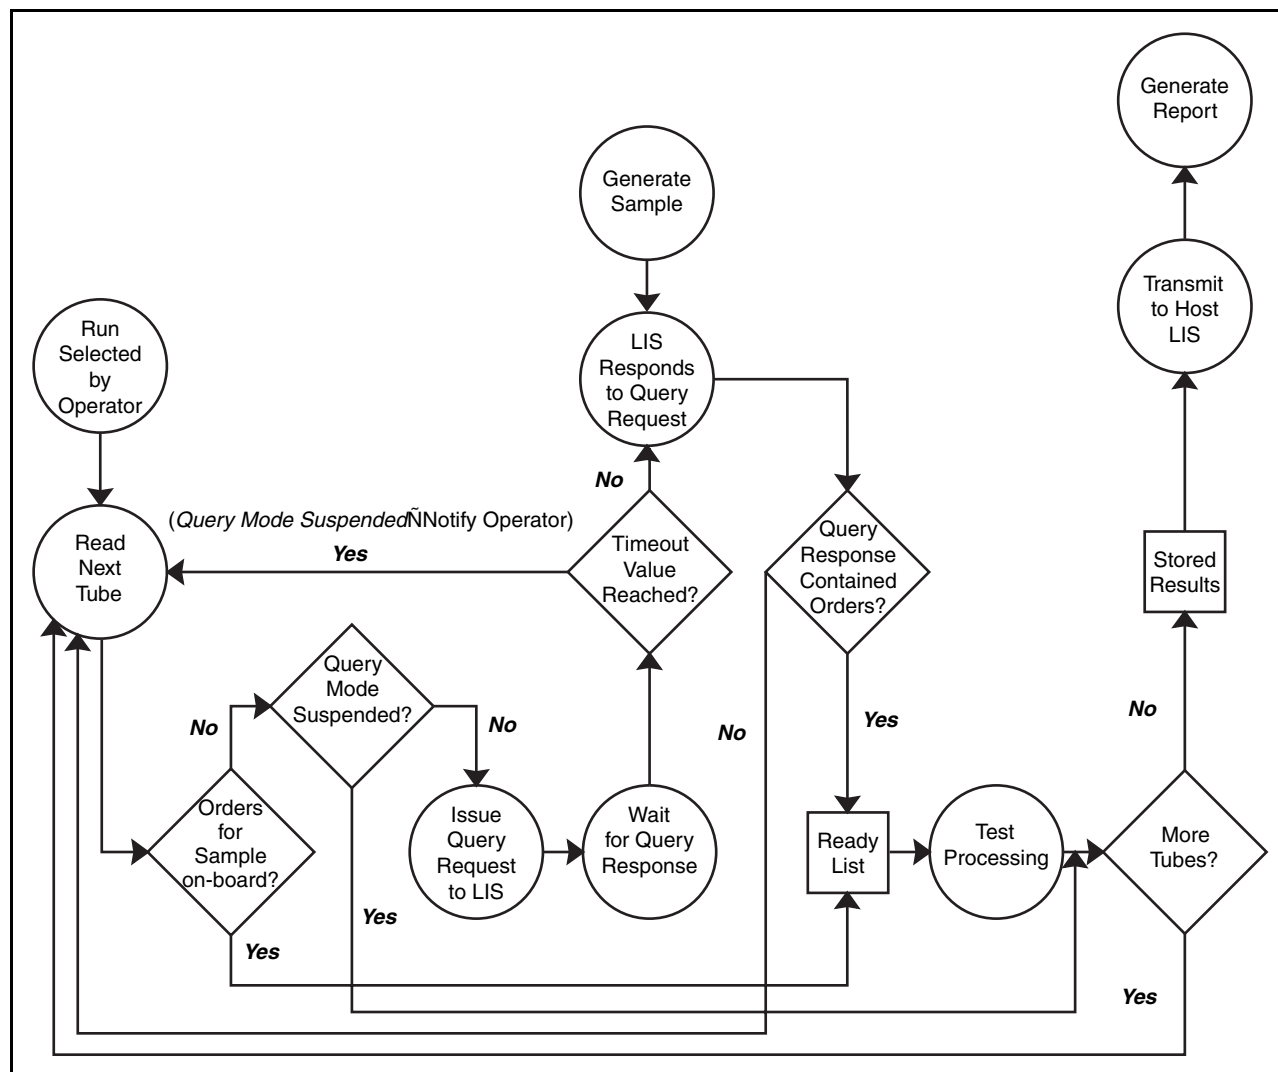 Generate
Report
Generate
Sample
Transmit
to Host
LIS
Run
Selected
by
Operator
LIS
Responds
to Query
Request
No
(Query Mode SuspendedÑNotify Operator)
Yes
Read
Next
Tube
Timeout
Value
Reached?
Query
Response
Contained
Orders?
Stored
Results
Query
Mode
Suspended?
No
No
No
Yes
No
Orders
for
Sample
on-board?
Issue
Query
Request
to LIS
Wait
for Query
Response
Ready
List
Test
Processing
More
Tubes?
Yes
Yes
Yes